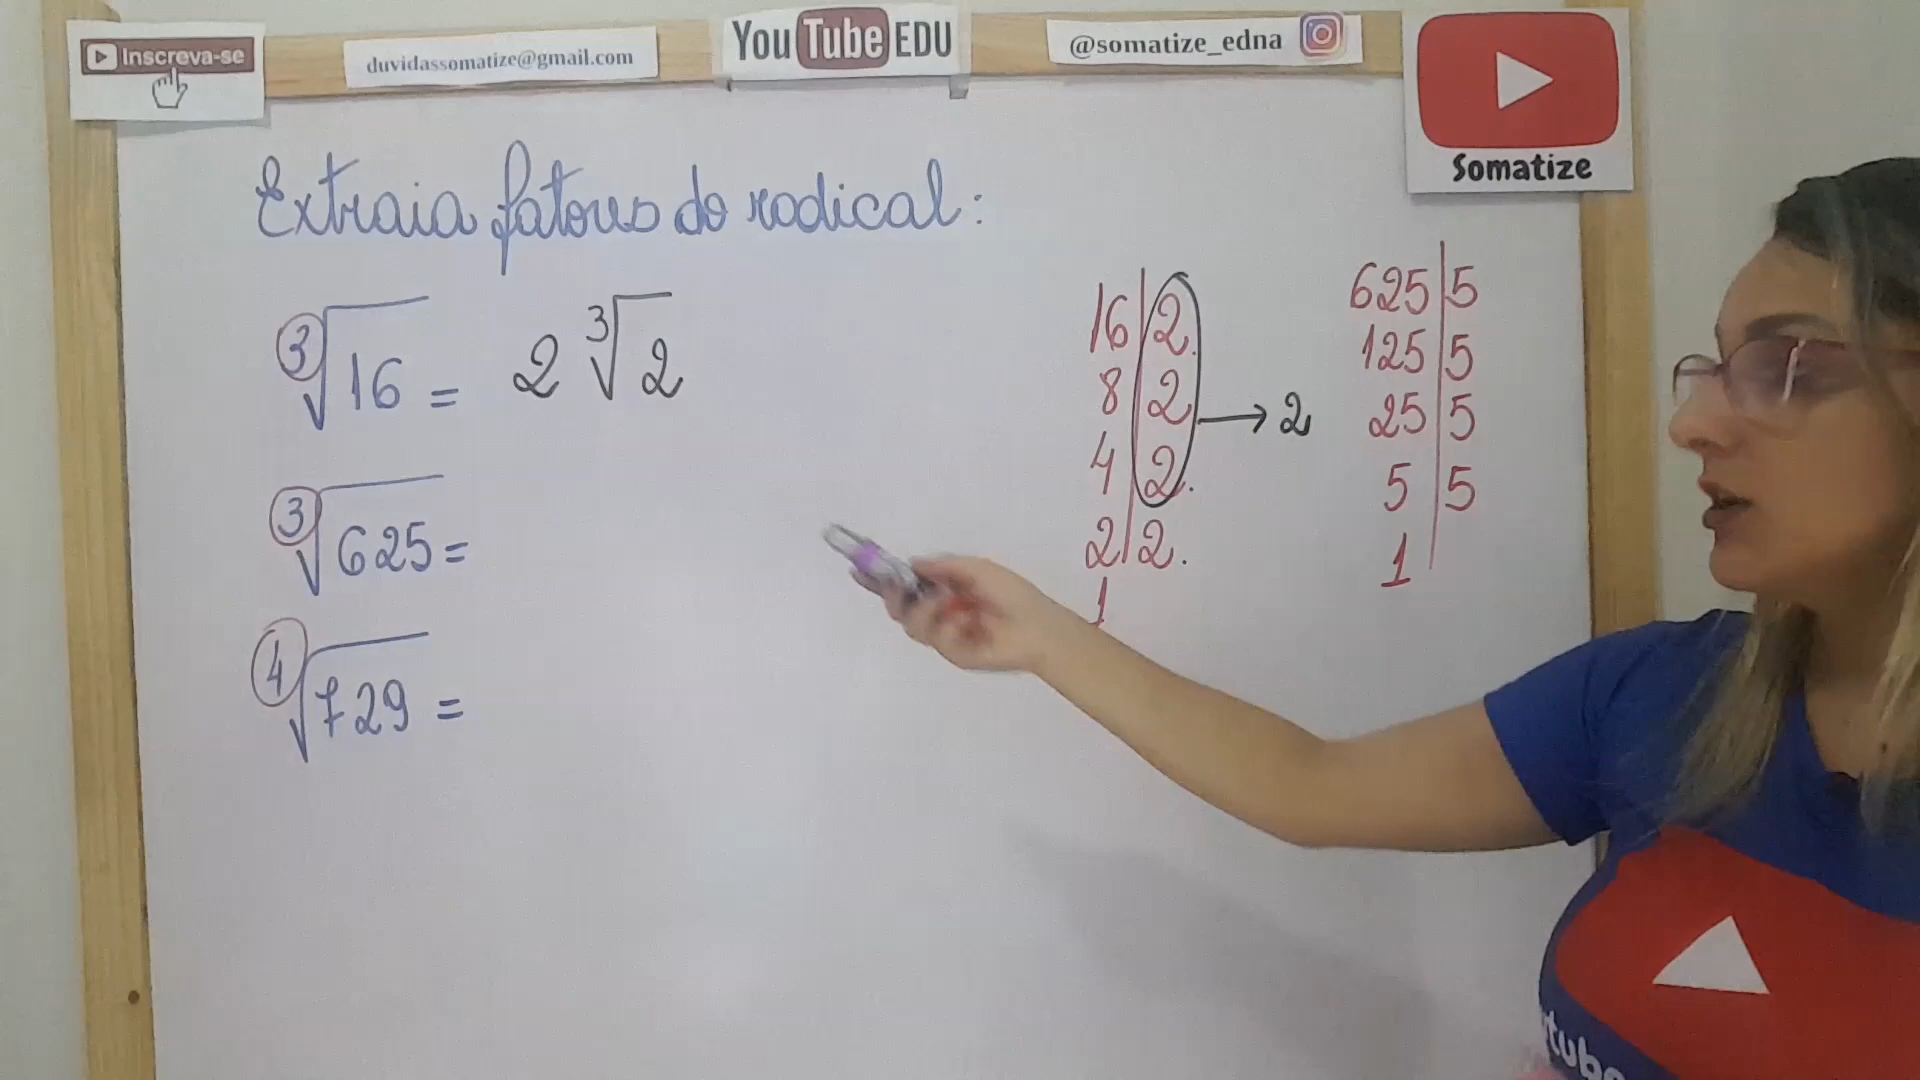 Inscreva-se
duvidassomatize@gmail.com
YouTube EDU
@somatize_edna
Somatize
Extraia fatores do radical:
³√16 = 2 ³√2
³√625 =
⁴√729 =
16|2
8|2
4|2 → 2
2|2
1
625|5
125|5
25|5
5|5
1